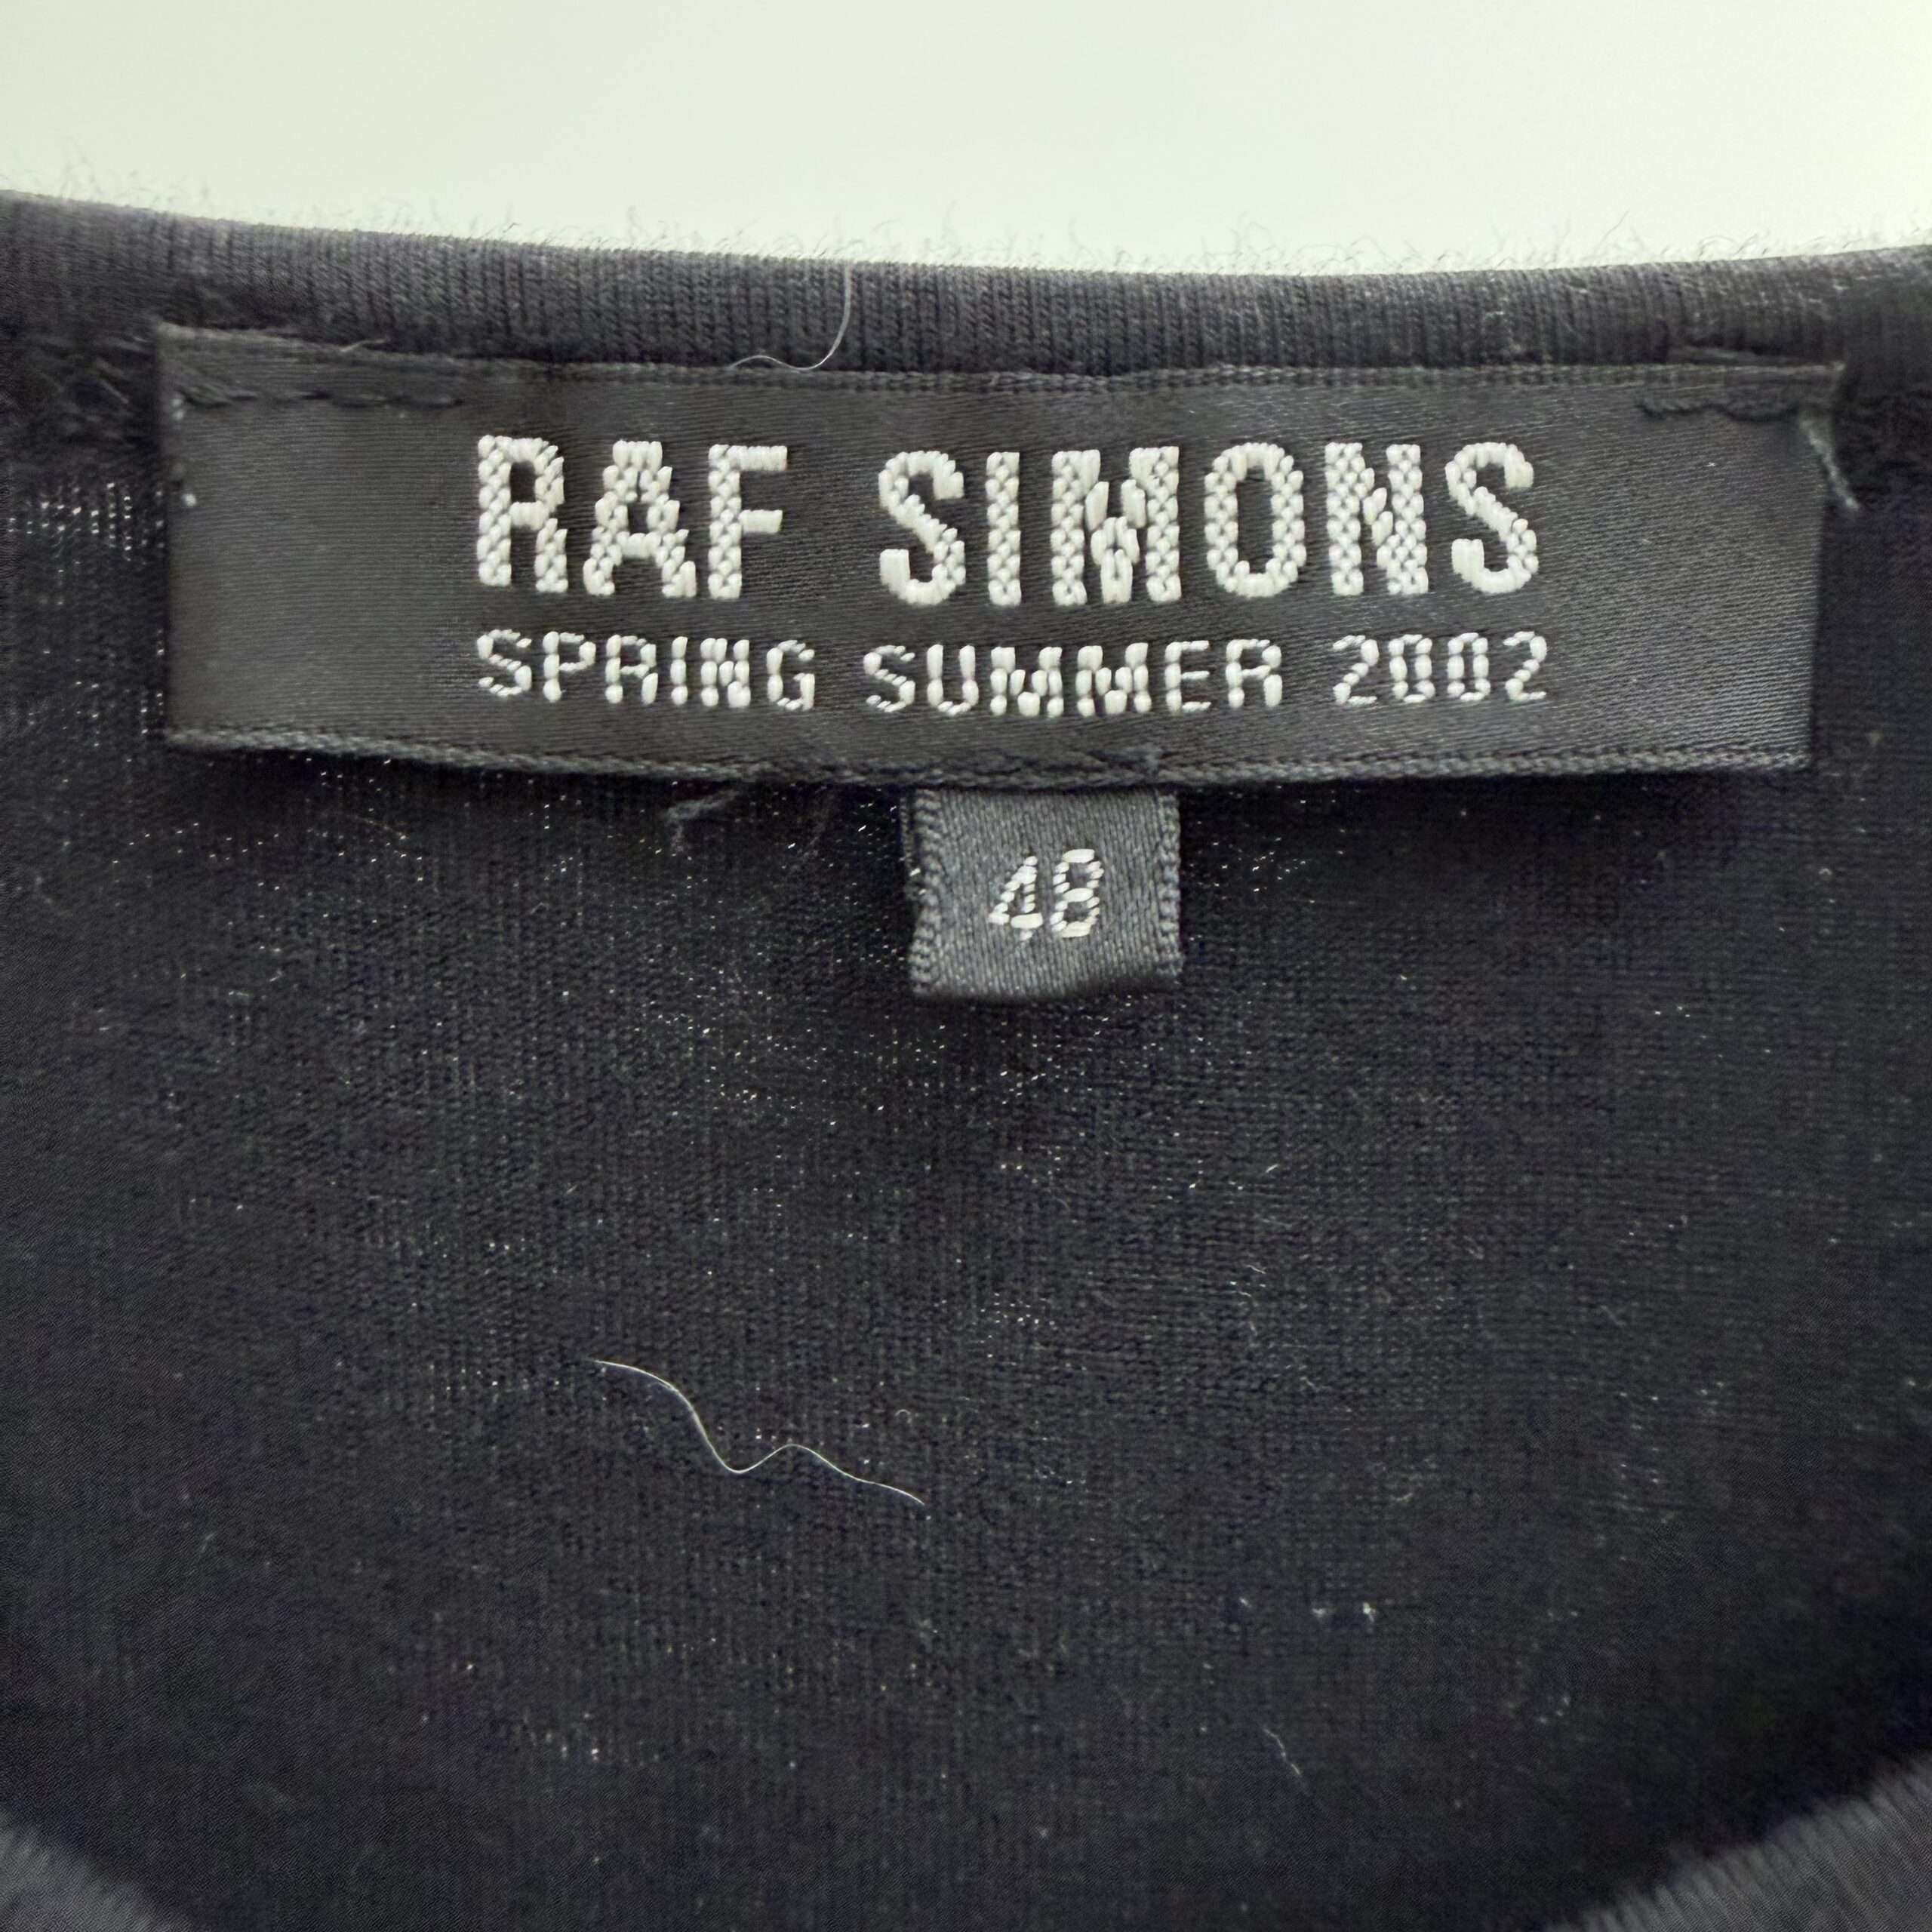 RAF SIMONS
SPRING SUMMER 2002
48